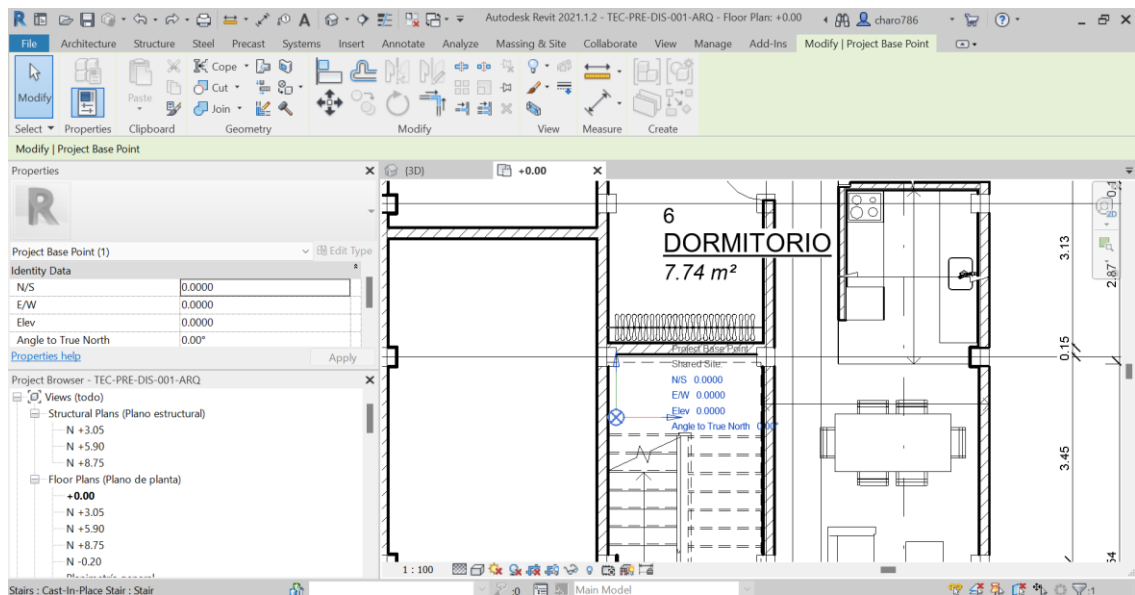 Autodesk Revit 2021.1.2 - TEC-PRE-DIS-001-ARQ - Floor Plan: +0.00
charo786
File Architecture Structure Steel Precast Systems Insert Annotate Analyze Massing & Site Collaborate View Manage Add-Ins Modify | Project Base Point
Modify
Paste
Cope
Cut
Join
Select Properties Clipboard Geometry Modify View Measure Create
Modify | Project Base Point
Properties
{3D}
+0.00
Project Base Point (1)
Edit Type
Identity Data
N/S 0.0000
E/W 0.0000
Elev 0.0000
Angle to True North 0.00°
Properties help
Apply
Project Browser - TEC-PRE-DIS-001-ARQ
Views (todo)
Structural Plans (Plano estructural)
N +3.05
N +5.90
N +8.75
Floor Plans (Plano de planta)
+0.00
N +3.05
N +5.90
N +8.75
N -0.20
6
DORMITORIO
7.74 m²
Project Base Point
Shared Site:
N/S 0.0000
E/W 0.0000
Elev 0.0000
Angle to True North 0.00°
2D
3.13
2.87'
0.15
3.45
1 : 100
Stairs : Cast-In-Place Stair : Stair
:0
Main Model
:1